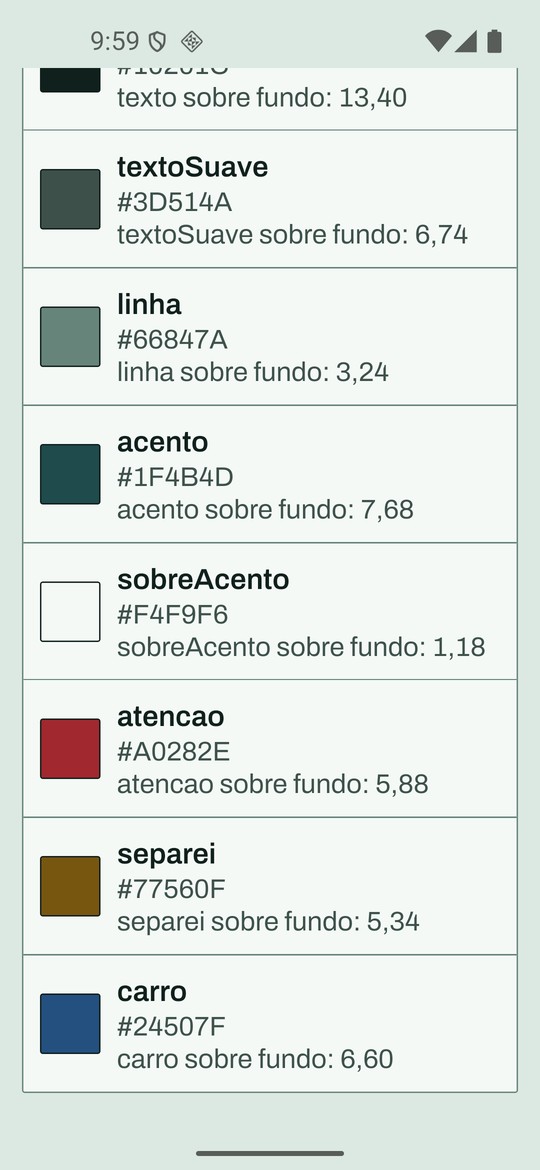 9:59
texto sobre fundo: 13,40
textoSuave
#3D514A
textoSuave sobre fundo: 6,74
linha
#66847A
linha sobre fundo: 3,24
acento
#1F4B4D
acento sobre fundo: 7,68
sobreAcento
#F4F9F6
sobreAcento sobre fundo: 1,18
atencao
#A0282E
atencao sobre fundo: 5,88
separei
#77560F
separei sobre fundo: 5,34
carro
#24507F
carro sobre fundo: 6,60